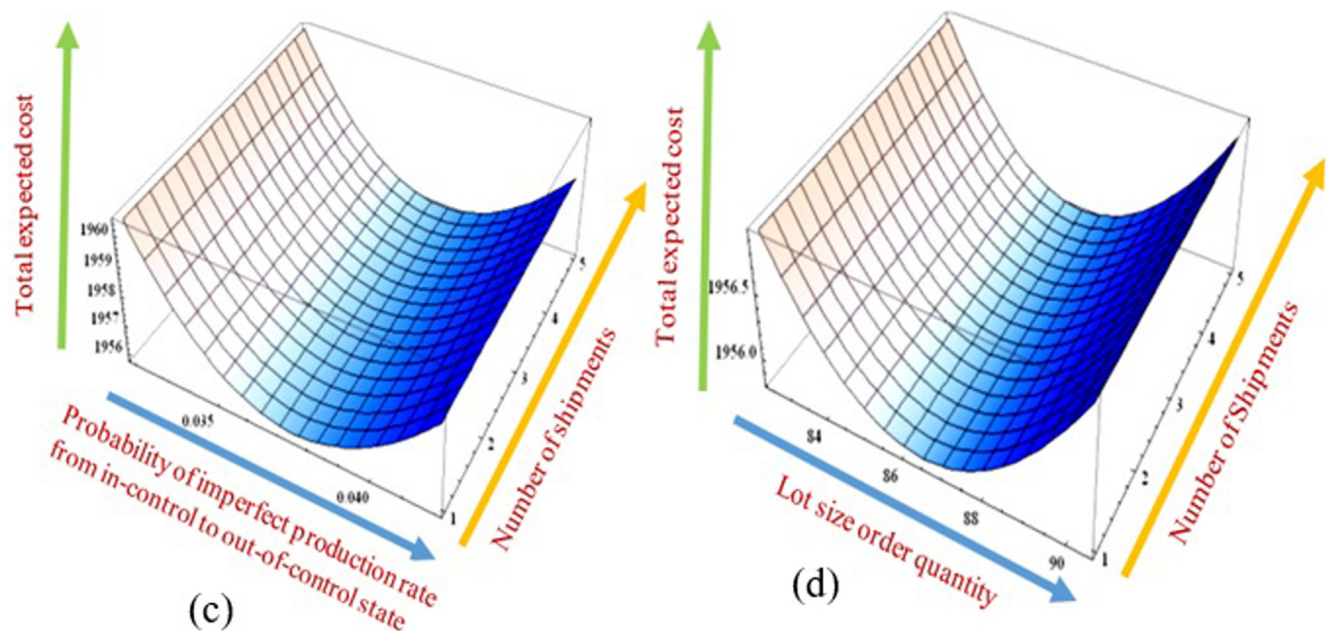 Total expected cost
1960
1959
1958
1957
1956
0.035
0.040
1
2
3
4
5
Probability of imperfect production rate
from in-control to out-of-control state
Number of shipments
(c)
Total expected cost
1956.5
1956.0
84
86
88
90
1
2
3
4
5
Lot size order quantity
Number of Shipments
(d)